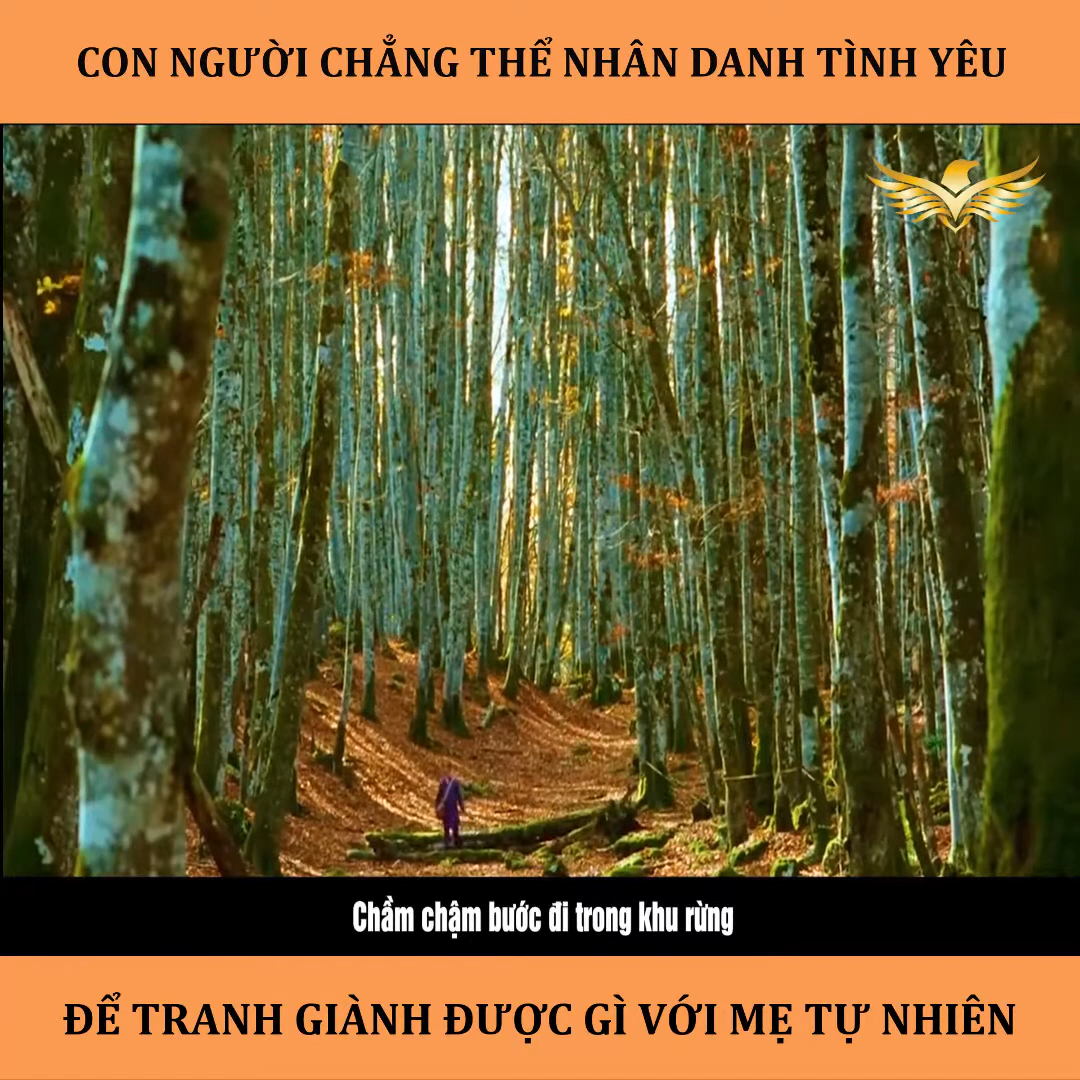 CON NGƯỜI CHẲNG THỂ NHÂN DANH TÌNH YÊU
Chầm chậm bước đi trong khu rừng
ĐỂ TRANH GIÀNH ĐƯỢC GÌ VỚI MẸ TỰ NHIÊN